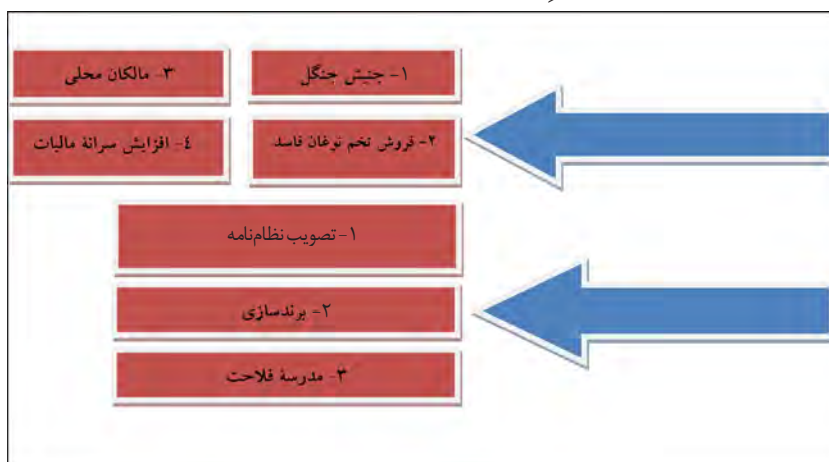 ۱- جنبش جنگل
۳- مالکان محلی
۲- فروش تخم نوغان فاسد
۴- افزایش سرانهٔ مالیات
۱- تصویب نظام‌نامه
۲- برندسازی
۳- مدرسهٔ فلاحت